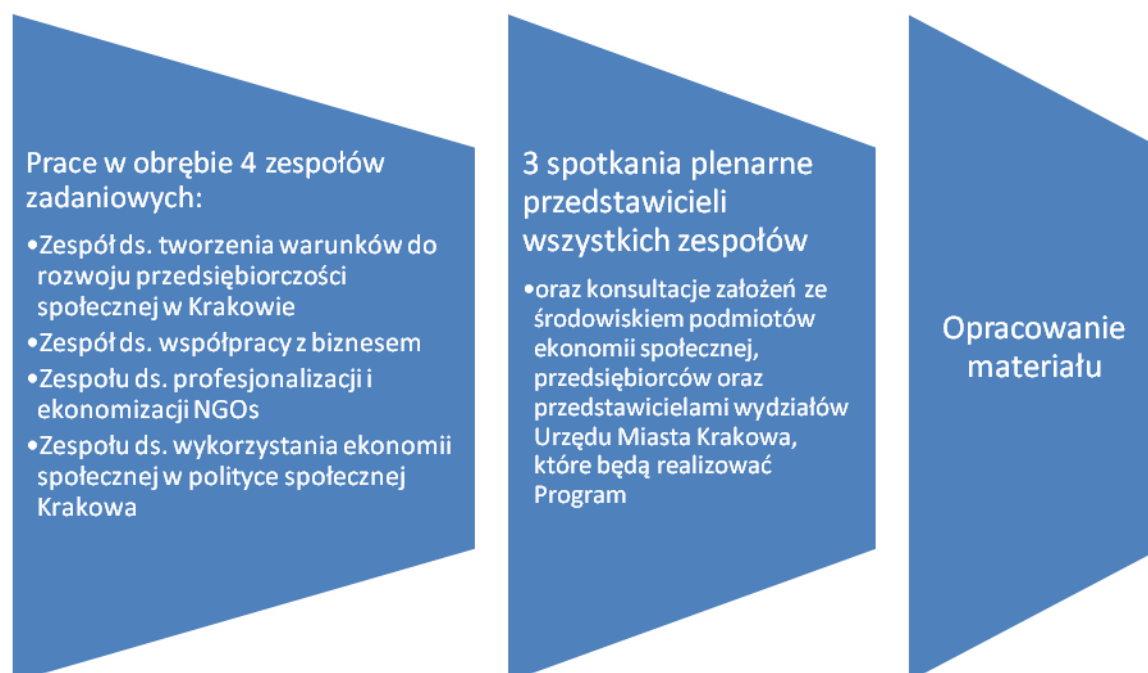 Prace w obrębie 4 zespołów
zadaniowych:
•Zespół ds. tworzenia warunków do
rozwoju przedsiębiorczości
społecznej w Krakowie
•Zespół ds. współpracy z biznesem
•Zespołu ds. profesjonalizacji i
ekonomizacji NGOs
•Zespołu ds. wykorzystania ekonomii
społecznej w polityce społecznej
Krakowa
3 spotkania plenarne
przedstawicieli
wszystkich zespołów
•oraz konsultacje założeń ze
środowiskiem podmiotów
ekonomii społecznej,
przedsiębiorców oraz
przedstawicielami wydziałów
Urzędu Miasta Krakowa,
które będą realizować
Program
Opracowanie
materiału